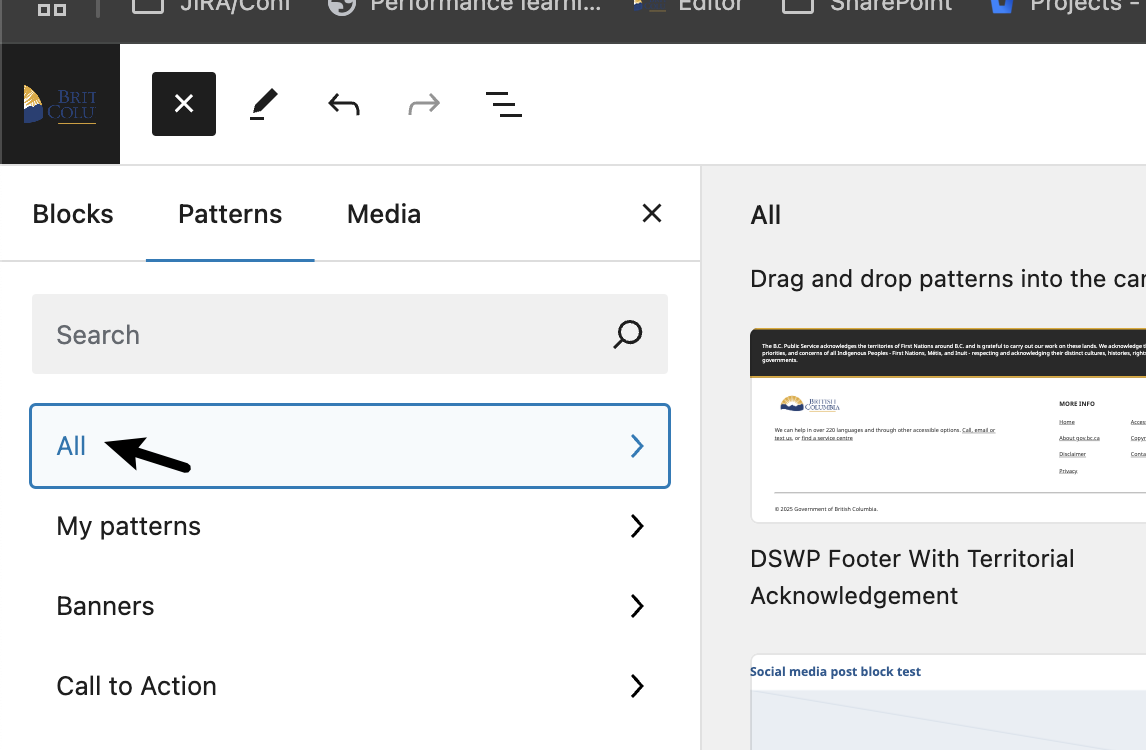 JIRA/Conf
Performance learni...
Editor
SharePoint
Projects -
BRIT
COLU
Blocks
Patterns
Media
Search
All
My patterns
Banners
Call to Action
All
Drag and drop patterns into the can
The B.C. Public Service acknowledges the territories of First Nations around B.C. and is grateful to carry out our work on these lands. We acknowledge t
priorities, and concerns of all Indigenous Peoples - First Nations, Métis, and Inuit - respecting and acknowledging their distinct cultures, histories, rights
governments.
BRITISH
COLUMBIA
We can help in over 220 languages and through other accessible options. Call, email or
text us, or find a service centre
MORE INFO
Home
Acces
About gov.bc.ca
Copyr
Disclaimer
Conta
Privacy
© 2025 Government of British Columbia.
DSWP Footer With Territorial
Acknowledgement
Social media post block test